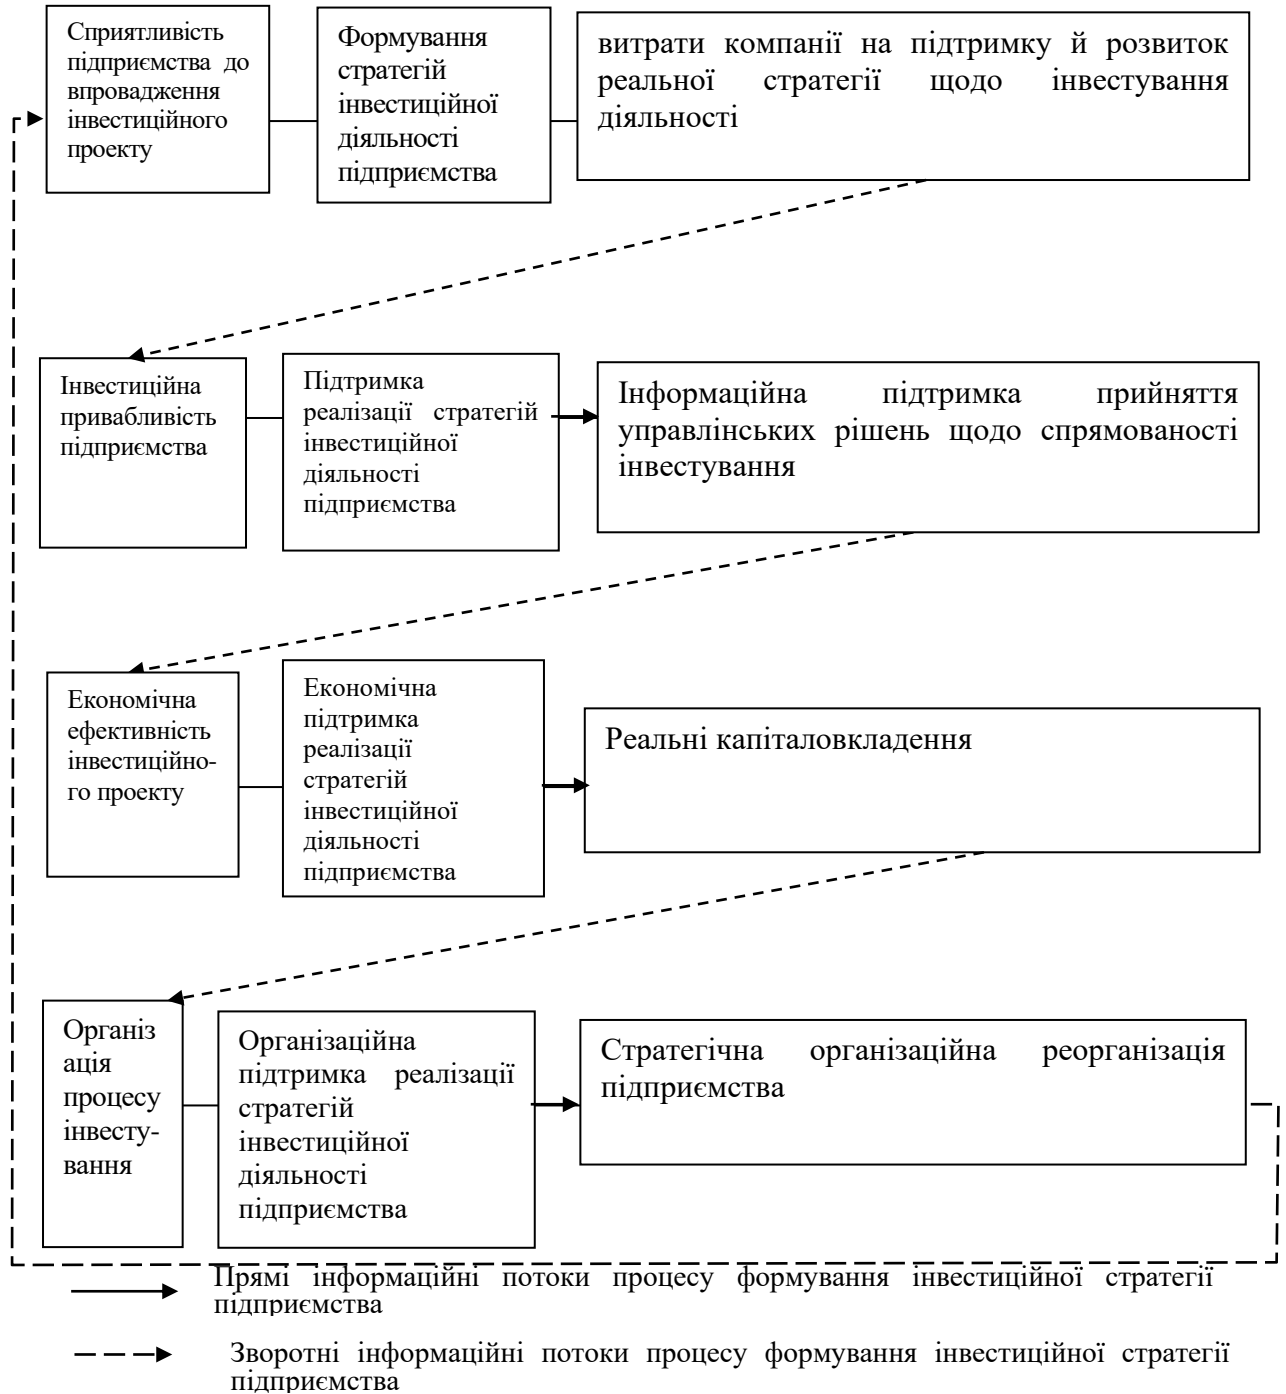 Сприятливість
підприємства до
впровадження
інвестиційного
проекту
Формування
стратегій
інвестиційної
діяльності
підприємства
витрати компанії на підтримку й розвиток
реальної стратегії щодо інвестування
діяльності
Інвестиційна
привабливість
підприємства
Підтримка
реалізації стратегій
інвестиційної
діяльності
підприємства
Інформаційна підтримка прийняття
управлінських рішень щодо спрямованості
інвестування
Економічна
ефективність
інвестиційно-
го проекту
Економічна
підтримка
реалізації
стратегій
інвестиційної
діяльності
підприємства
Реальні капіталовкладення
Організ
ація
процесу
інвесту-
вання
Організаційна
підтримка реалізації
стратегій
інвестиційної
діяльності
підприємства
Стратегічна організаційна реорганізація
підприємства
Прямі інформаційні потоки процесу формування інвестиційної стратегії
підприємства
Зворотні інформаційні потоки процесу формування інвестиційної стратегії
підприємства